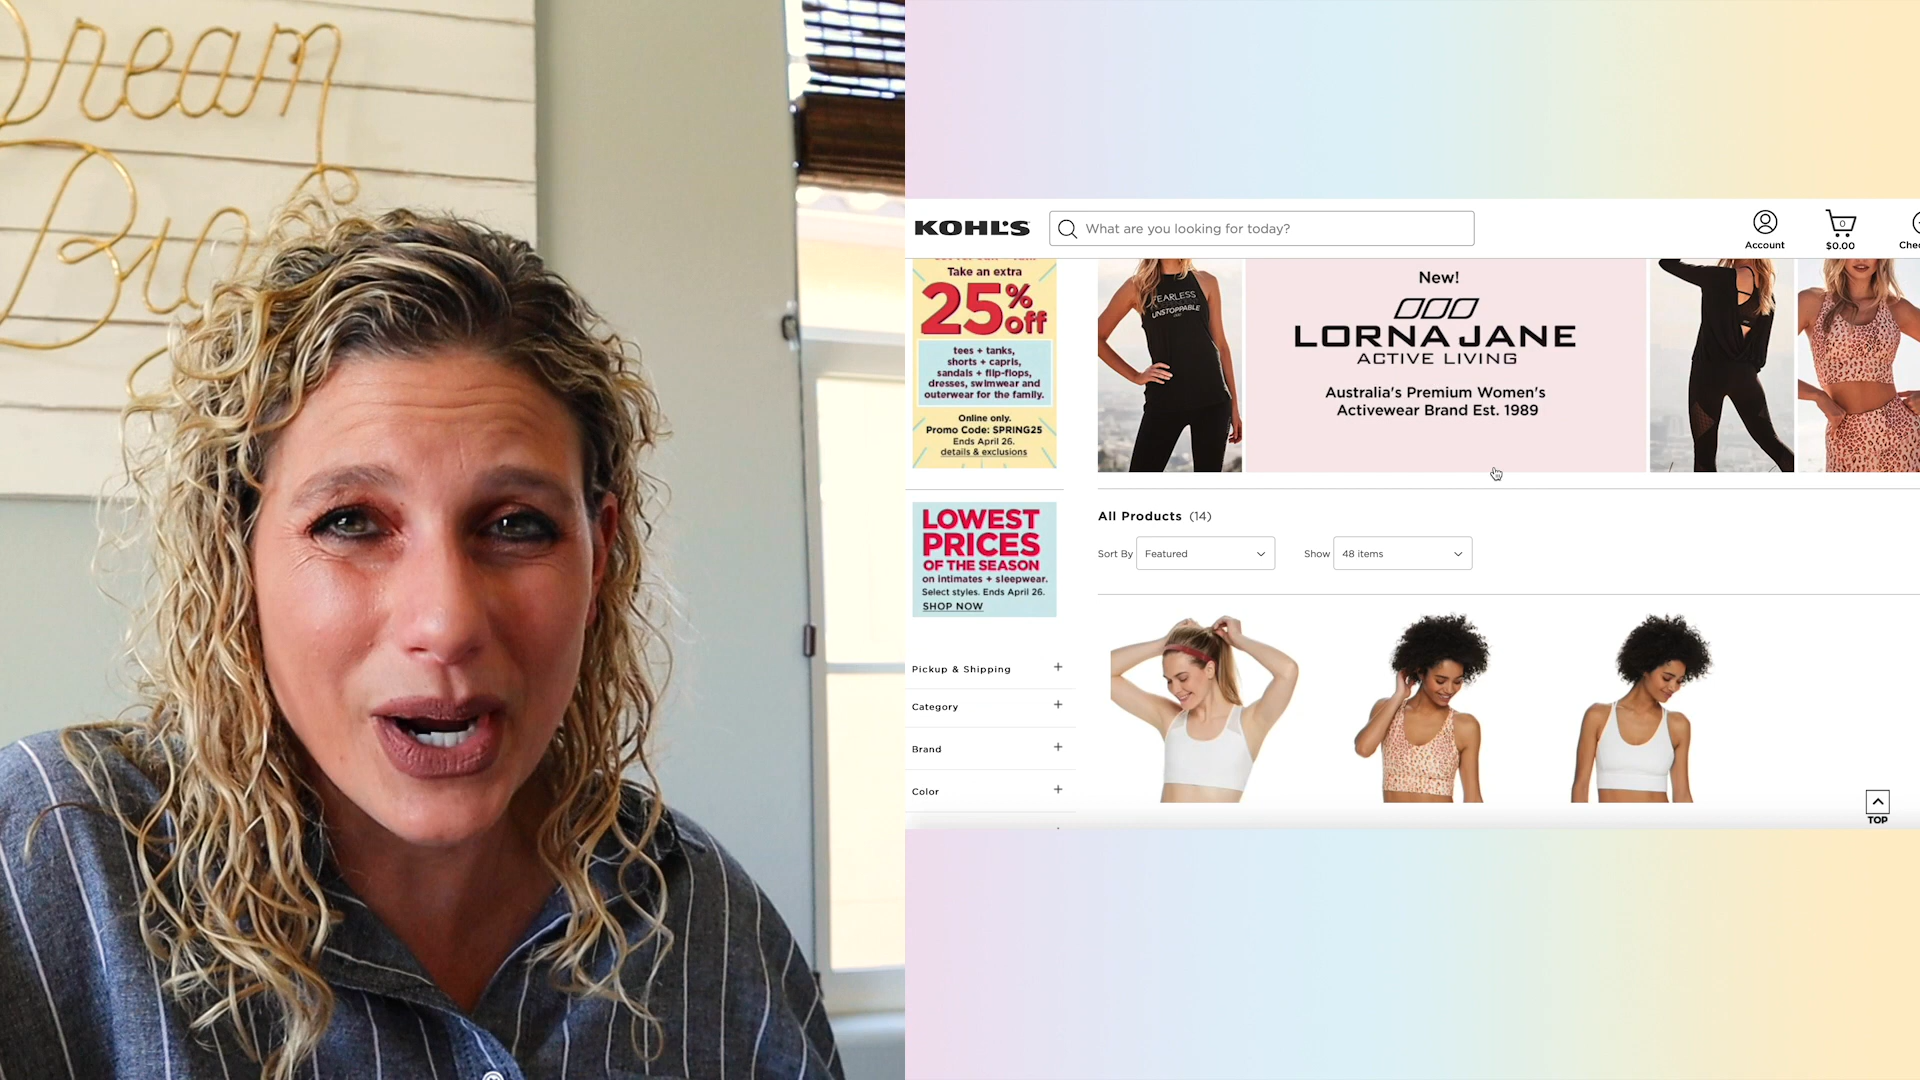 Dream
Big
KOHL'S
What are you looking for today?
Account
0
$0.00
Take an extra
25% off
tees + tanks,
shorts + capris,
sandals + flip-flops,
dresses, swimwear and
outerwear for the family.
Online only.
Promo Code: SPRING25
Ends April 26.
details & exclusions
FEARLESS
UNSTOPPABLE
New!
LORNA JANE
ACTIVE LIVING
Australia's Premium Women's
Activewear Brand Est. 1989
LOWEST
PRICES
OF THE SEASON
on intimates + sleepwear.
Select styles. Ends April 26.
SHOP NOW
All Products (14)
Sort By Featured
Show 48 items
Pickup & Shipping
Category
Brand
Color
TOP